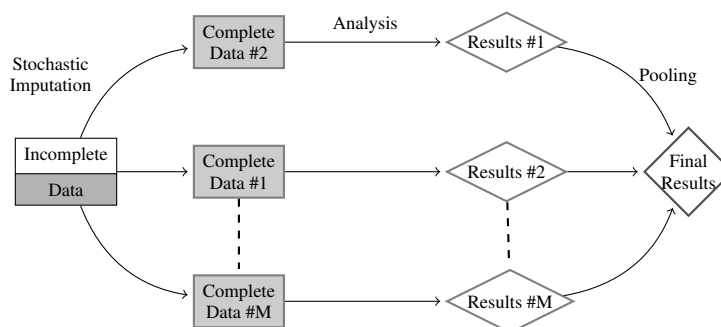 Stochastic
Imputation
Complete
Data #2
Analysis
Results #1
Pooling
Incomplete
Data
Complete
Data #1
Results #2
Final
Results
Complete
Data #M
Results #M